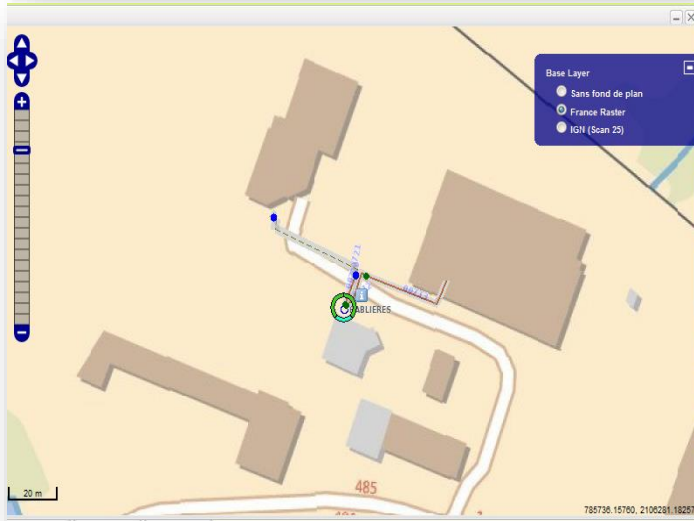 Base Layer
Sans fond de plan
France Raster
IGN (Scan 25)
ABLIERES
20 m
485
785736.15760, 2106281.18257